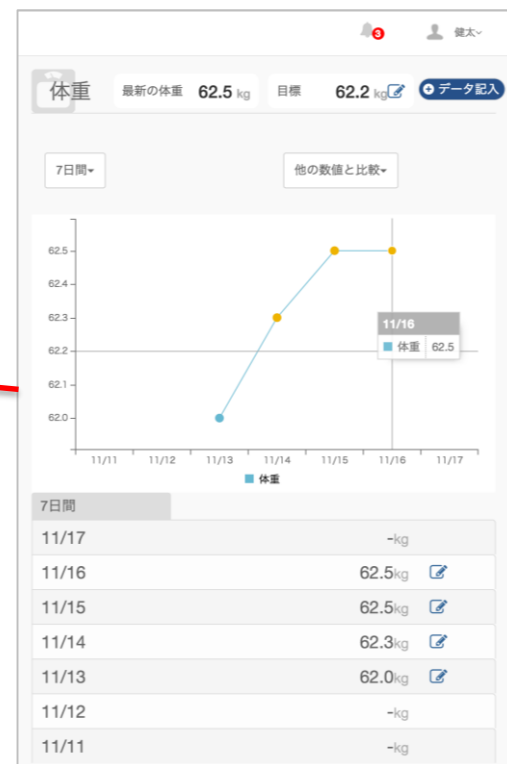 3 健太
体重 最新の体重 62.5 kg 目標 62.2 kg データ記入
7日間 他の数値と比較
62.5
62.4
62.3
62.2
62.1
62.0
11/16
体重 62.5
11/11 11/12 11/13 11/14 11/15 11/16 11/17
体重
7日間
11/17 -kg
11/16 62.5kg
11/15 62.5kg
11/14 62.3kg
11/13 62.0kg
11/12 -kg
11/11 -kg